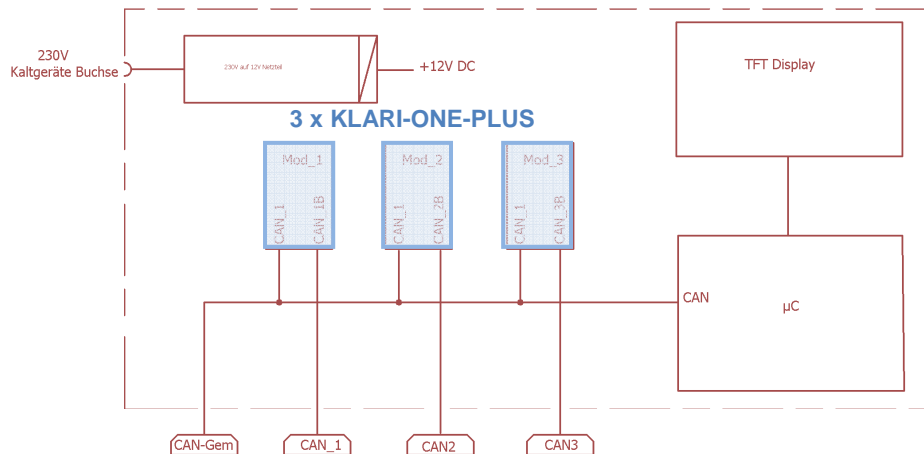 230V
Kaltgeräte Buchse
230V auf 12V Netzteil
+12V DC
TFT Display
3 x KLARI-ONE-PLUS
Mod_1
CAN_1
CAN_1B
Mod_2
CAN_1
CAN_2B
Mod_3
CAN_1
CAN_3B
CAN
µC
CAN-Gem
CAN_1
CAN2
CAN3